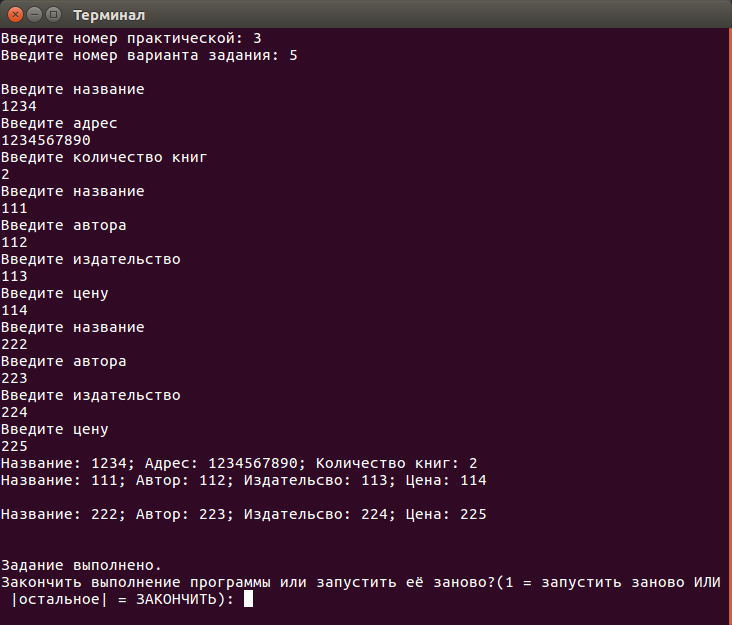 Терминал
Введите номер практической: 3
Введите номер варианта задания: 5
Введите название
1234
Введите адрес
1234567890
Введите количество книг
2
Введите название
111
Введите автора
112
Введите издательство
113
Введите цену
114
Введите название
222
Введите автора
223
Введите издательство
224
Введите цену
225
Название: 1234; Адрес: 1234567890; Количество книг: 2
Название: 111; Автор: 112; Издательсво: 113; Цена: 114
Название: 222; Автор: 223; Издательсво: 224; Цена: 225
Задание выполнено.
Закончить выполнение программы или запустить её заново?(1 = запустить заново ИЛИ
|остальное| = ЗАКОНЧИТЬ):